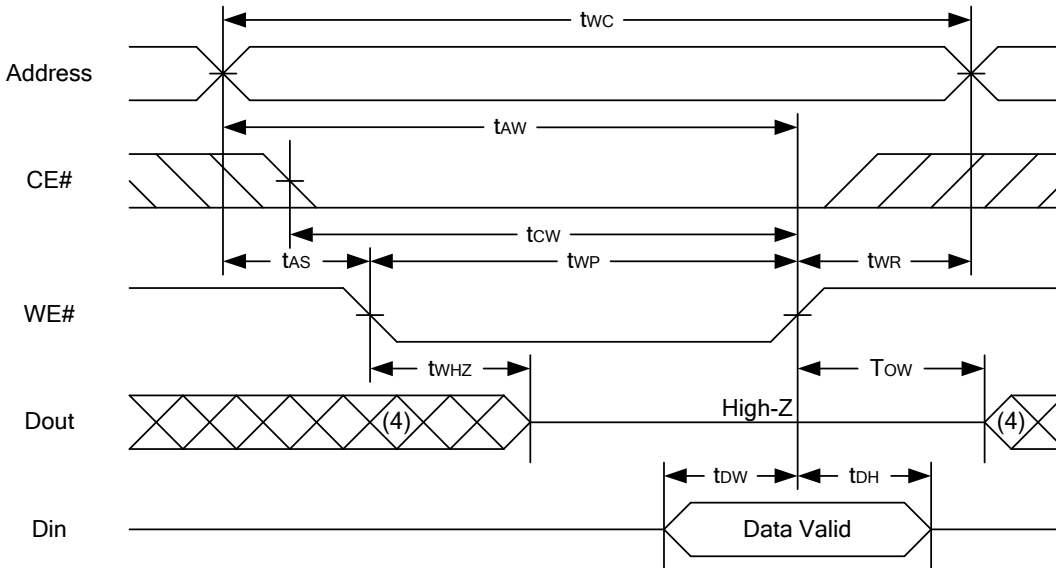 tWC
Address
tAW
CE#
tCW
tAS tWP tWR
WE#
tWHZ TOW
Dout (4) High-Z (4)
tDW tDH
Din Data Valid